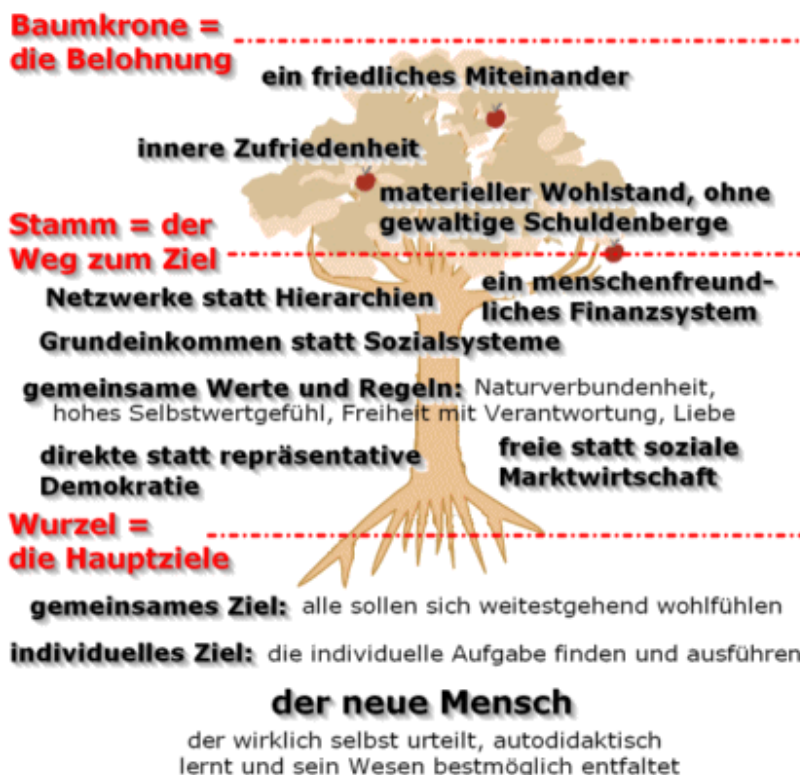 Baumkrone =
die Belohnung
ein friedliches Miteinander
innere Zufriedenheit
materieller Wohlstand, ohne
gewaltige Schuldenberge
Stamm = der
Weg zum Ziel
Netzwerke statt Hierarchien
ein menschenfreund-
liches Finanzsystem
Grundeinkommen statt Sozialsysteme
gemeinsame Werte und Regeln: Naturverbundenheit,
hohes Selbstwertgefühl, Freiheit mit Verantwortung, Liebe
direkte statt repräsentative
Demokratie
freie statt soziale
Marktwirtschaft
Wurzel =
die Hauptziele
gemeinsames Ziel: alle sollen sich weitestgehend wohlfühlen
individuelles Ziel: die individuelle Aufgabe finden und ausführen
der neue Mensch
der wirklich selbst urteilt, autodidaktisch
lernt und sein Wesen bestmöglich entfaltet